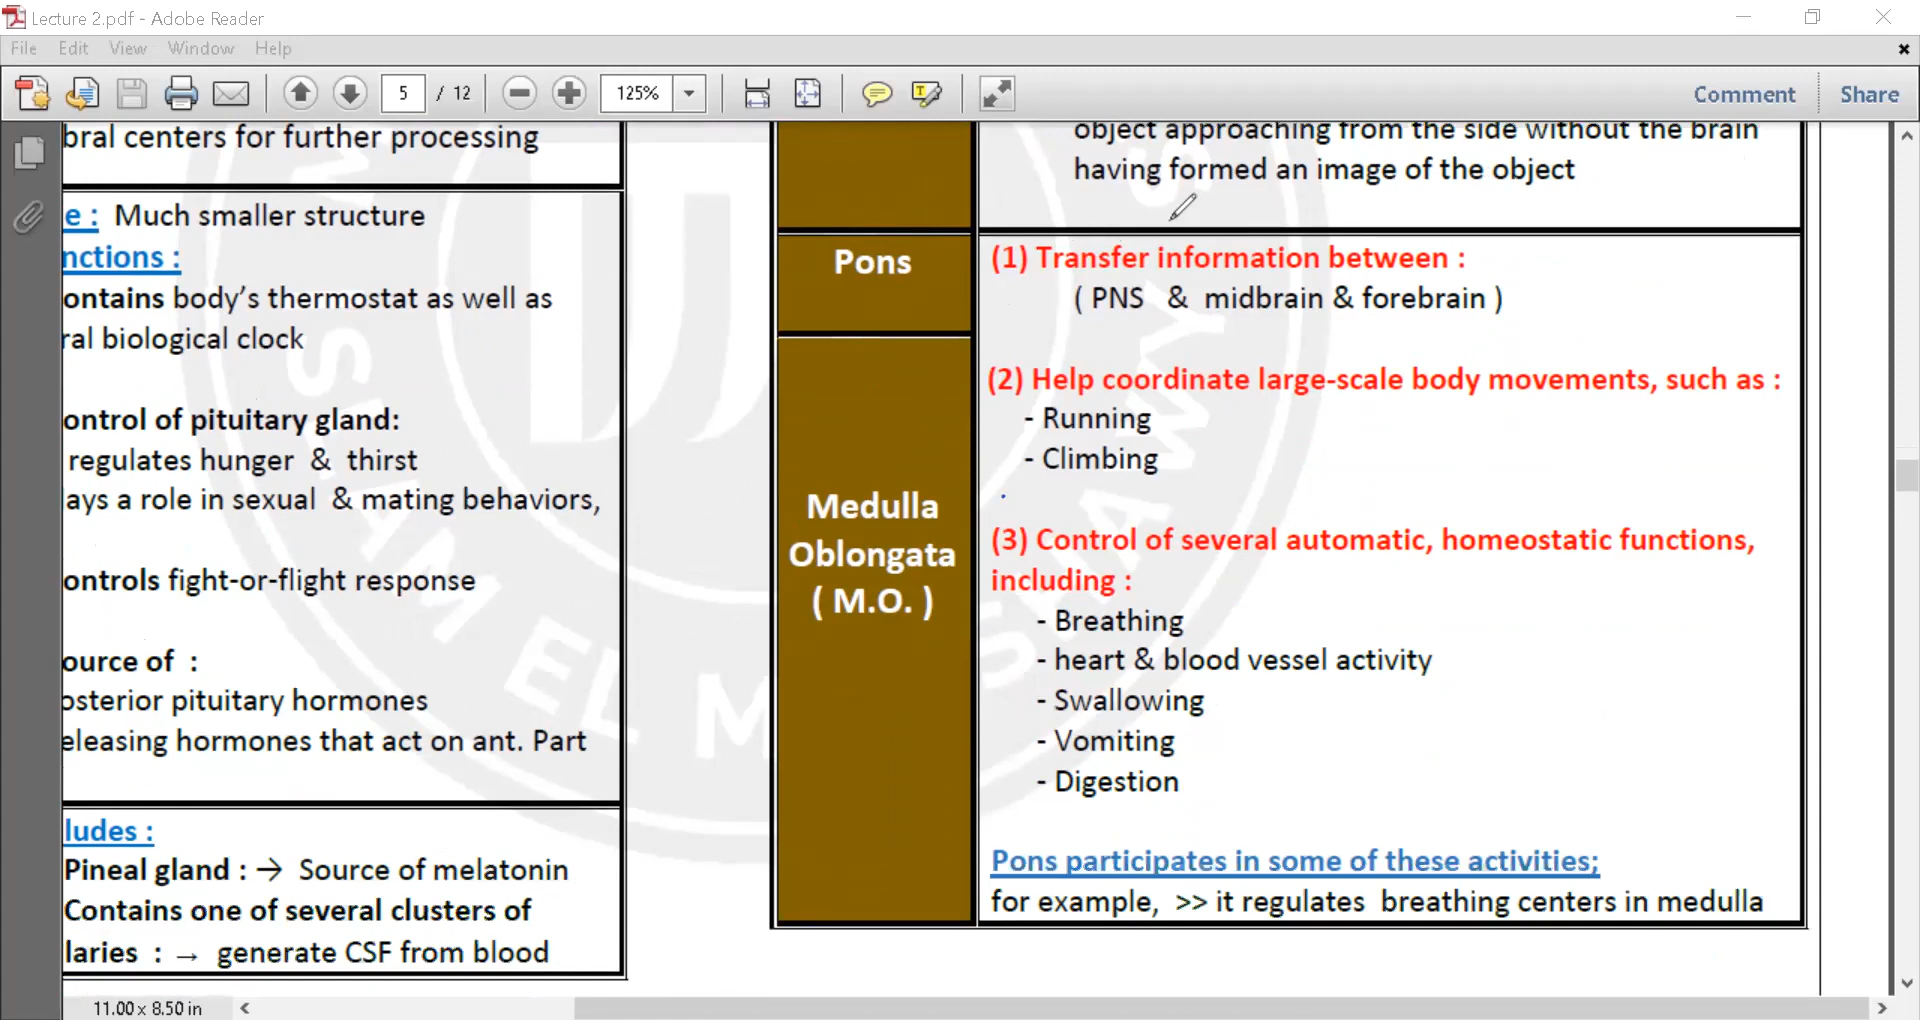 Lecture 2.pdf - Adobe Reader
File Edit View Window Help
5 / 12 125% Comment Share
bral centers for further processing
e : Much smaller structure
nctions :
ontains body's thermostat as well as
ral biological clock
ontrol of pituitary gland:
regulates hunger & thirst
lays a role in sexual & mating behaviors,
ontrols fight-or-flight response
ource of :
osterior pituitary hormones
eleasing hormones that act on ant. Part
ludes :
Pineal gland : → Source of melatonin
Contains one of several clusters of
laries : → generate CSF from blood
object approaching from the side without the brain
having formed an image of the object
Pons
(1) Transfer information between :
( PNS & midbrain & forebrain )
(2) Help coordinate large-scale body movements, such as :
- Running
- Climbing
Medulla
Oblongata
( M.O. )
(3) Control of several automatic, homeostatic functions,
including :
- Breathing
- heart & blood vessel activity
- Swallowing
- Vomiting
- Digestion
Pons participates in some of these activities;
for example, >> it regulates breathing centers in medulla
11.00 x 8.50 in